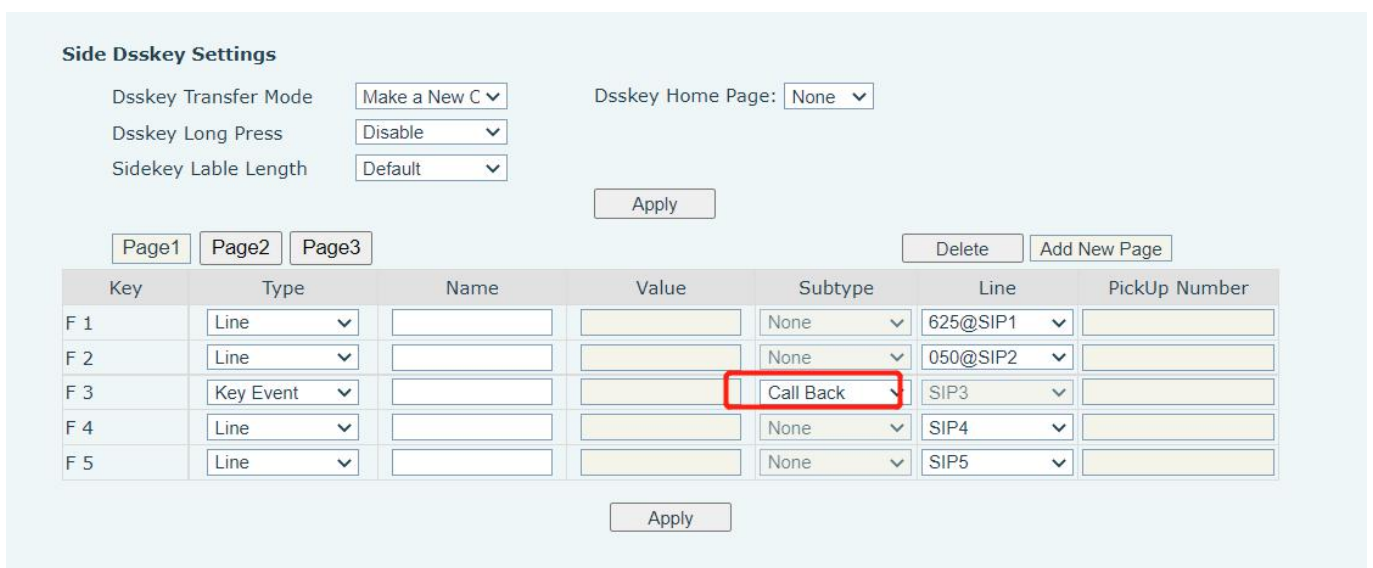 Side Dsskey Settings
Dsskey Transfer Mode Make a New C Dsskey Home Page: None
Dsskey Long Press Disable
Sidekey Lable Length Default
Apply
Page1 Page2 Page3 Delete Add New Page
Key Type Name Value Subtype Line PickUp Number
F 1 Line None 625@SIP1
F 2 Line None 050@SIP2
F 3 Key Event Call Back SIP3
F 4 Line None SIP4
F 5 Line None SIP5
Apply